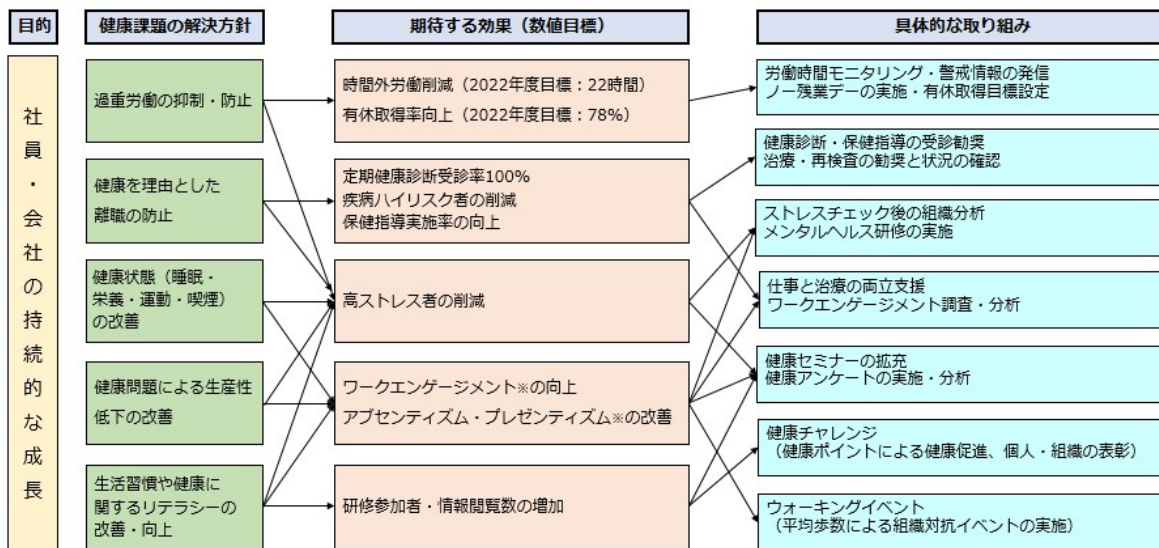 目的
健康課題の解決方針
期待する効果（数値目標）
具体的な取り組み
社員・会社の持続的な成長
過重労働の抑制・防止
健康を理由とした
離職の防止
健康状態（睡眠・
栄養・運動・喫煙）
の改善
健康問題による生産性
低下の改善
生活習慣や健康に
関するリテラシーの
改善・向上
時間外労働削減（2022年度目標：22時間）
有休取得率向上（2022年度目標：78%）
定期健康診断受診率100%
疾病ハイリスク者の削減
保健指導実施率の向上
高ストレス者の削減
ワークエンゲージメント※の向上
アブセンティズム・プレゼンティズム※の改善
研修参加者・情報閲覧数の増加
労働時間モニタリング・警戒情報の発信
ノー残業デーの実施・有休取得目標設定
健康診断・保健指導の受診勧奨
治療・再検査の勧奨と状況の確認
ストレスチェック後の組織分析
メンタルヘルス研修の実施
仕事と治療の両立支援
ワークエンゲージメント調査・分析
健康セミナーの拡充
健康アンケートの実施・分析
健康チャレンジ
（健康ポイントによる健康促進、個人・組織の表彰）
ウォーキングイベント
（平均歩数による組織対抗イベントの実施）